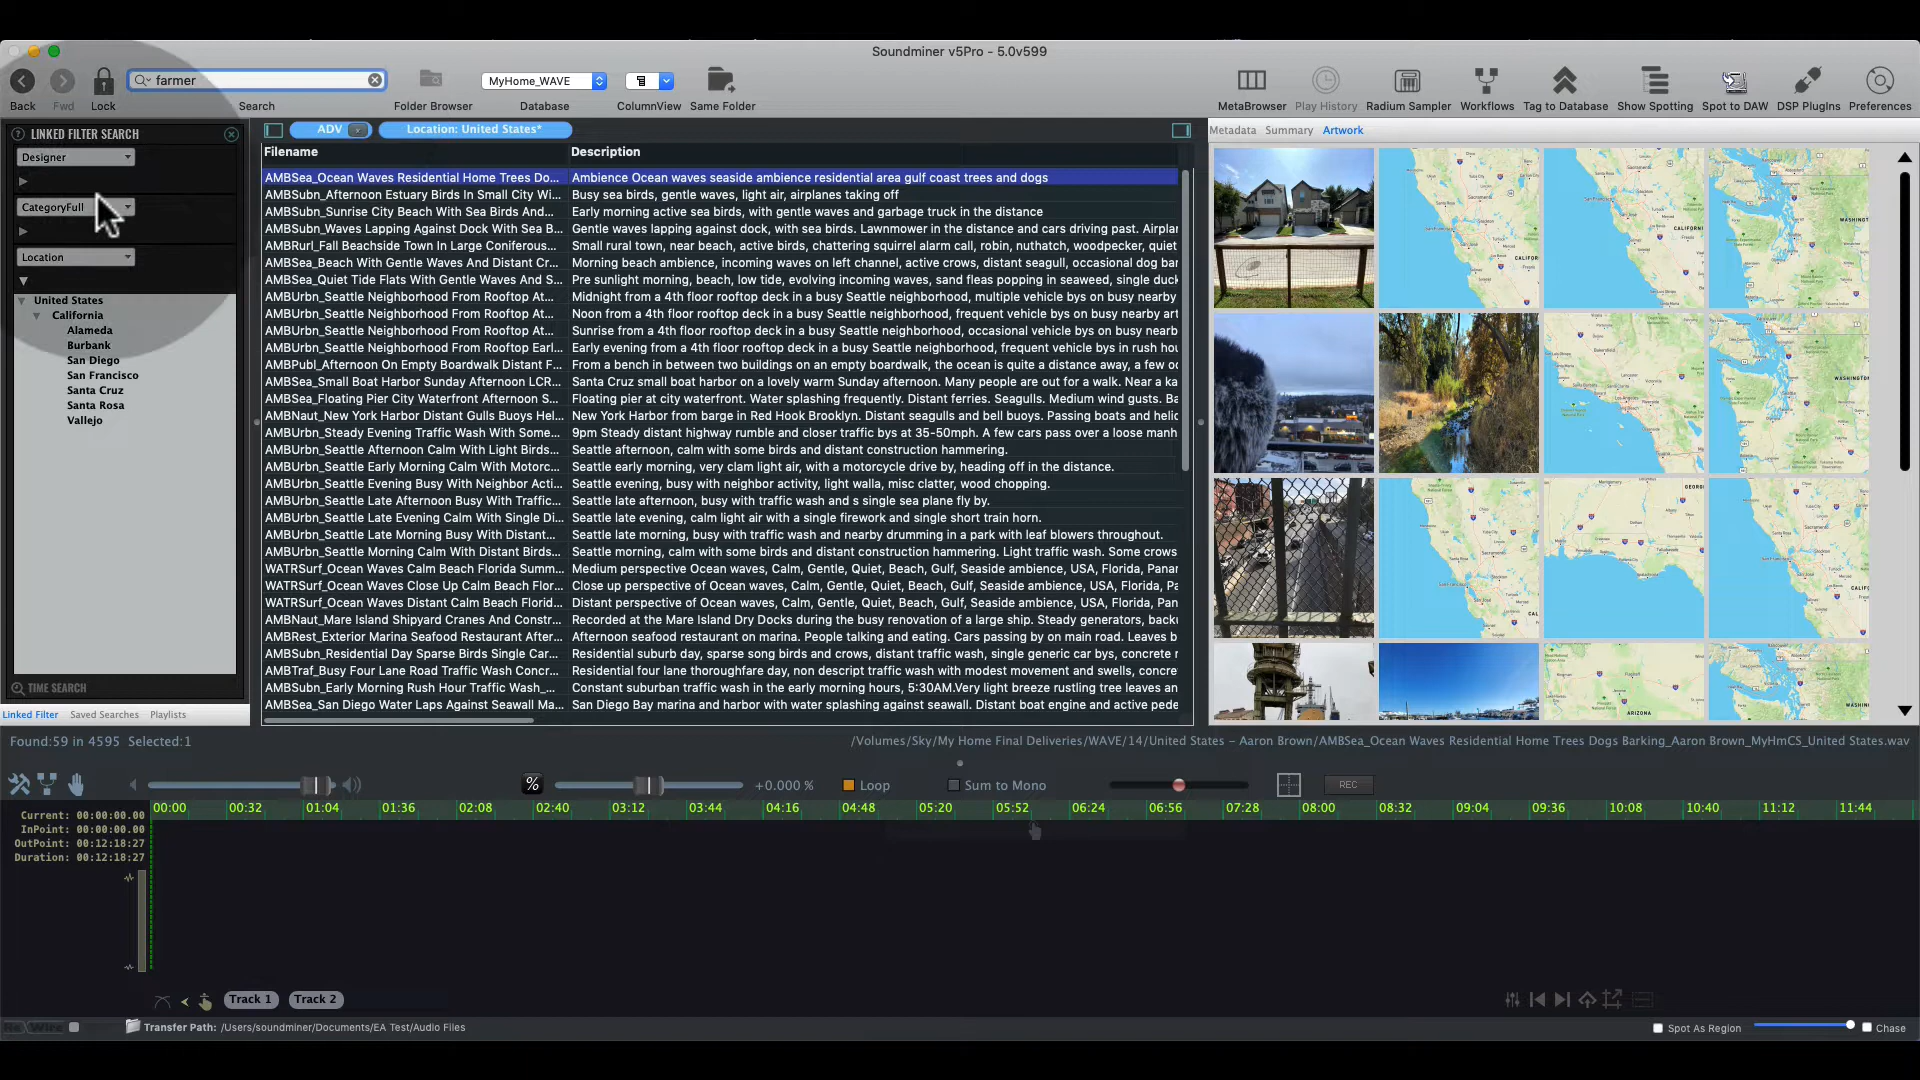 Soundminer v5Pro - 5.0v599
farmer
MyHome_WAVE
Back
Fwd
Lock
Search
Folder Browser
Database
ColumnView
Same Folder
MetaBrowser
Play History
Radium Sampler
Workflows
Tag to Database
Show Spotting
Spot to DAW
DSP PlugIns
Preferences
LINKED FILTER SEARCH
Designer
CategoryFull
Location
United States
California
Alameda
Burbank
San Diego
San Francisco
Santa Cruz
Santa Rosa
Vallejo
TIME SEARCH
Linked Filter Saved Searches Playlists
ADV x Location: United States*
Filename Description
AMBSea_Ocean Waves Residential Home Trees Do... Ambience Ocean waves seaside ambience residential area gulf coast trees and dogs
AMBSubn_Afternoon Estuary Birds In Small City Wi... Busy sea birds, gentle waves, light air, airplanes taking off
AMBSubn_Sunrise City Beach With Sea Birds And... Early morning active sea birds, with gentle waves and garbage truck in the distance
AMBSubn_Waves Lapping Against Dock With Sea B... Gentle waves lapping against dock, with sea birds. Lawnmower in the distance and cars driving past. Airplar
AMBRurl_Fall Beachside Town In Large Coniferous... Small rural town, near beach, active birds, chattering squirrel alarm call, robin, nuthatch, woodpecker, quiet
AMBSea_Beach With Gentle Waves And Distant Cr... Morning beach ambience, incoming waves on left channel, active crows, distant seagull, occasional dog bar
AMBSea_Quiet Tide Flats With Gentle Waves And S... Pre sunlight morning, beach, low tide, evolving incoming waves, sand fleas popping in seaweed, single duck
AMBUrbn_Seattle Neighborhood From Rooftop At... Midnight from a 4th floor rooftop deck in a busy Seattle neighborhood, multiple vehicle bys on busy nearby
AMBUrbn_Seattle Neighborhood From Rooftop At... Noon from a 4th floor rooftop deck in a busy Seattle neighborhood, frequent vehicle bys on busy nearby art
AMBUrbn_Seattle Neighborhood From Rooftop At... Sunrise from a 4th floor rooftop deck in a busy Seattle neighborhood, occasional vehicle bys on busy nearb
AMBUrbn_Seattle Neighborhood From Rooftop Earl... Early evening from a 4th floor rooftop deck in a busy Seattle neighborhood, frequent vehicle bys in rush hou
AMBPubl_Afternoon On Empty Boardwalk Distant F... From a bench in between two buildings on an empty boardwalk, the ocean is quite a distance away, a few oc
AMBSea_Small Boat Harbor Sunday Afternoon LCR... Santa Cruz small boat harbor on a lovely warm Sunday afternoon. Many people are out for a walk. Near a ka
AMBSea_Floating Pier City Waterfront Afternoon S... Floating pier at city waterfront. Water splashing frequently. Distant ferries. Seagulls. Medium wind gusts. Ba
AMBNaut_New York Harbor Distant Gulls Buoys Hel... New York Harbor from barge in Red Hook Brooklyn. Distant seagulls and bell buoys. Passing boats and helic
AMBUrbn_Steady Evening Traffic Wash With Some... 9pm Steady distant highway rumble and closer traffic bys at 35-50mph. A few cars pass over a loose manh
AMBUrbn_Seattle Afternoon Calm With Light Birds... Seattle afternoon, calm with some birds and distant construction hammering.
AMBUrbn_Seattle Early Morning Calm With Motorc... Seattle early morning, very clam light air, with a motorcycle drive by, heading off in the distance.
AMBUrbn_Seattle Evening Busy With Neighbor Acti... Seattle evening, busy with neighbor activity, light walla, misc clatter, wood chopping.
AMBUrbn_Seattle Late Afternoon Busy With Traffic... Seattle late afternoon, busy with traffic wash and s single sea plane fly by.
AMBUrbn_Seattle Late Evening Calm With Single Di... Seattle late evening, calm light air with a single firework and single short train horn.
AMBUrbn_Seattle Late Morning Busy With Distant... Seattle late morning, busy with traffic wash and nearby drumming in a park with leaf blowers throughout.
AMBUrbn_Seattle Morning Calm With Distant Birds... Seattle morning, calm with some birds and distant construction hammering. Light traffic wash. Some crows
WATRSurf_Ocean Waves Calm Beach Florida Summ... Medium perspective of Ocean waves, Calm, Gentle, Quiet, Beach, Gulf, Seaside ambience, USA, Florida, Panar
WATRSurf_Ocean Waves Close Up Calm Beach Flor... Close up perspective of Ocean waves, Calm, Gentle, Quiet, Beach, Gulf, Seaside ambience, USA, Florida, Pa
WATRSurf_Ocean Waves Distant Calm Beach Florid... Distant perspective of Ocean waves, Calm, Gentle, Quiet, Beach, Gulf, Seaside ambience, USA, Florida, Pan
AMBNaut_Mare Island Shipyard Cranes And Constr... Recorded at the Mare Island Dry Docks during the busy renovation of a large ship. Steady generators, backu
AMBRest_Exterior Marina Seafood Restaurant After... Afternoon seafood restaurant on marina. People talking and eating. Cars passing by on main road. Leaves b
AMBSubn_Residential Day Sparse Birds Single Car... Residential suburb day, sparse song birds and crows, distant traffic wash, single generic car bys, concrete r
AMBTraf_Busy Four Lane Road Traffic Wash Concr... Residential four lane thoroughfare day, non descript traffic wash with modest movement and swells, concre
AMBSubn_Early Morning Rush Hour Traffic Wash_... Constant suburban traffic wash in the early morning hours, 5:30AM.Very light breeze rustling tree leaves an
AMBSea_San Diego Water Laps Against Seawall Ma... San Diego Bay marina and harbor with water splashing against seawall. Distant boat engine and active pede
Metadata Summary Artwork
Found:59 in 4595 Selected:1
/Volumes/Sky/My Home Final Deliveries/WAVE/14/United States - Aaron Brown/AMBSea_Ocean Waves Residential Home Trees Dogs Barking_Aaron Brown_MyHmCS_United States.wav
% +0.000 % Loop Sum to Mono REC
00:00 00:32 01:04 01:36 02:08 02:40 03:12 03:44 04:16 04:48 05:20 05:52 06:24 06:56 07:28 08:00 08:32 09:04 09:36 10:08 10:40 11:12 11:44
Current: 00:00:00.00
InPoint: 00:00:00.00
OutPoint: 00:12:18:27
Duration: 00:12:18:27
Track 1 Track 2
ReWire
Transfer Path: /Users/soundminer/Documents/EA Test/Audio Files
Spot As Region Chase